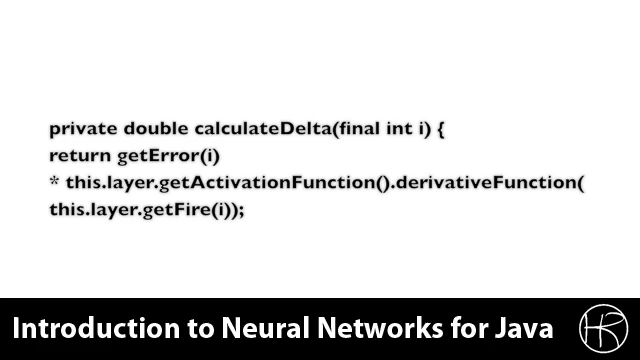 private double calculateDelta(final int i) {
return getError(i)
* this.layer.getActivationFunction().derivativeFunction(
this.layer.getFire(i));
Introduction to Neural Networks for Java
HR